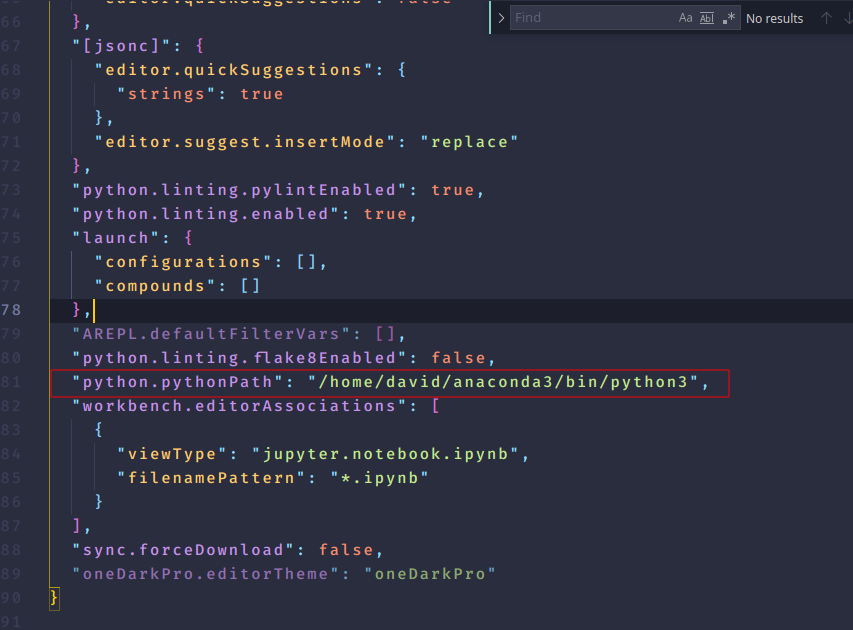 Find
Aa Abl .* No results
66 },
67 "[jsonc]": {
68 "editor.quickSuggestions": {
69 "strings": true
70 },
71 "editor.suggest.insertMode": "replace"
72 },
73 "python.linting.pylintEnabled": true,
74 "python.linting.enabled": true,
75 "launch": {
76 "configurations": [],
77 "compounds": []
78 },
79 "AREPL.defaultFilterVars": [],
80 "python.linting.flake8Enabled": false,
81 "python.pythonPath": "/home/david/anaconda3/bin/python3",
82 "workbench.editorAssociations": [
83 {
84 "viewType": "jupyter.notebook.ipynb",
85 "filenamePattern": "*.ipynb"
86 }
87 ],
88 "sync.forceDownload": false,
89 "oneDarkPro.editorTheme": "oneDarkPro"
90 }
91